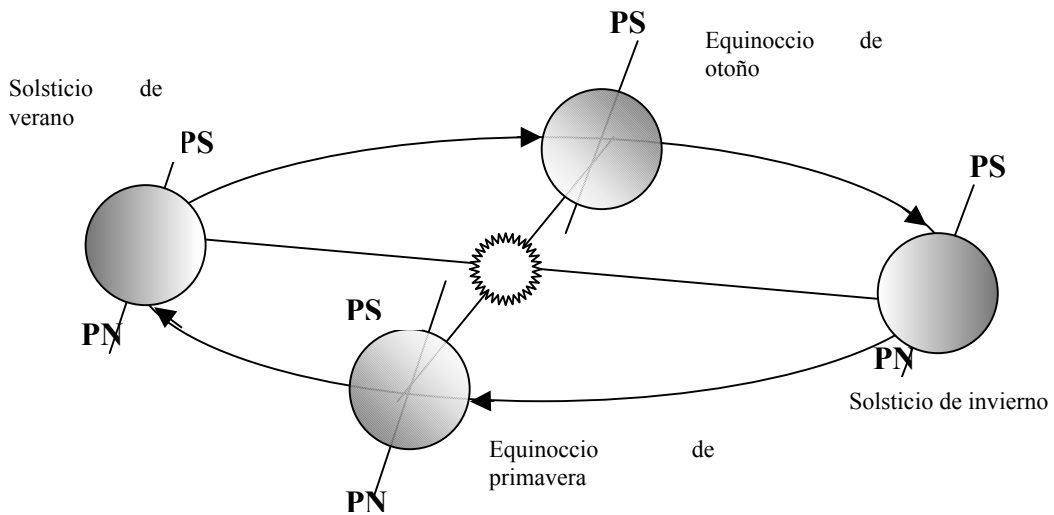 PS
Equinoccio de
otoño
Solsticio de
verano
PS
PS
PS
PN
PN
Solsticio de invierno
Equinoccio de
primavera
PN